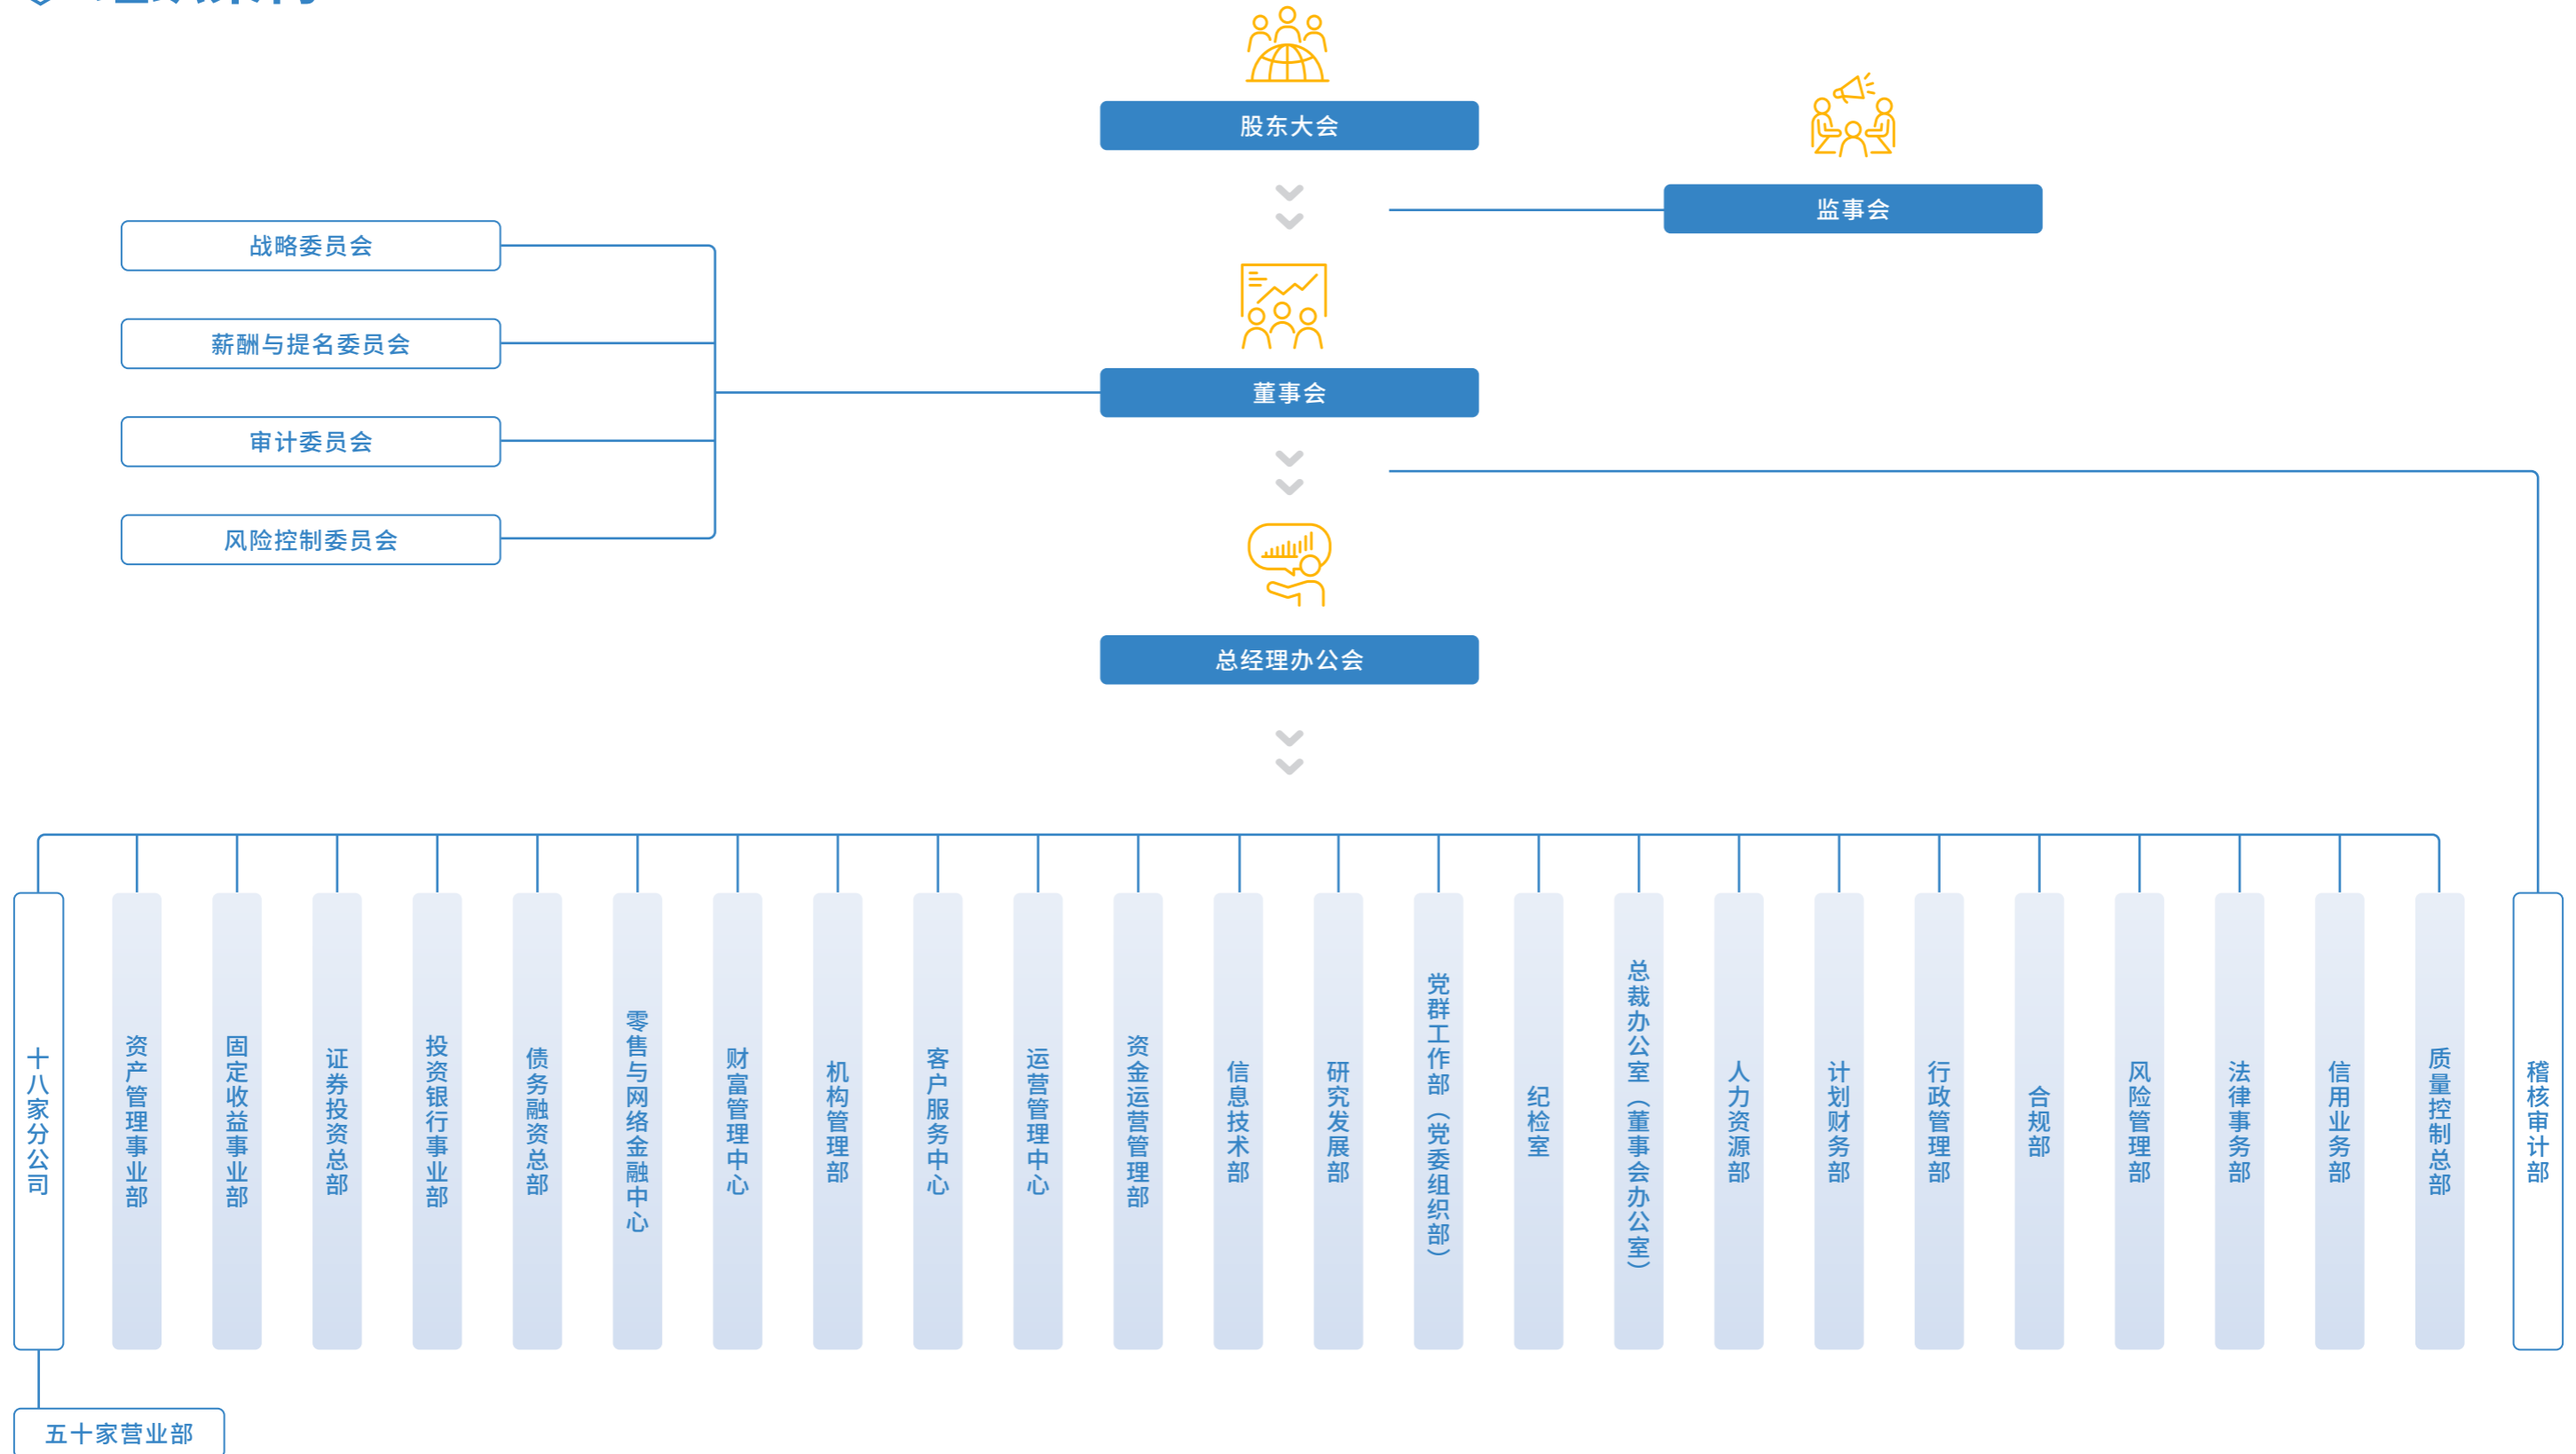 股东大会
监事会
战略委员会
薪酬与提名委员会
董事会
审计委员会
风险控制委员会
总经理办公会
十八家分公司
资产管理事业部
固定收益事业部
证券投资总部
投资银行事业部
债务融资总部
零售与网络金融中心
财富管理中心
机构管理部
客户服务中心
运营管理中心
资金运营管理部
信息技术部
研究发展部
党群工作部（党委组织部）
纪检室
总裁办公室（董事会办公室）
人力资源部
计划财务部
行政管理部
合规部
风险管理部
法律事务部
信用业务部
质量控制总部
稽核审计部
五十家营业部